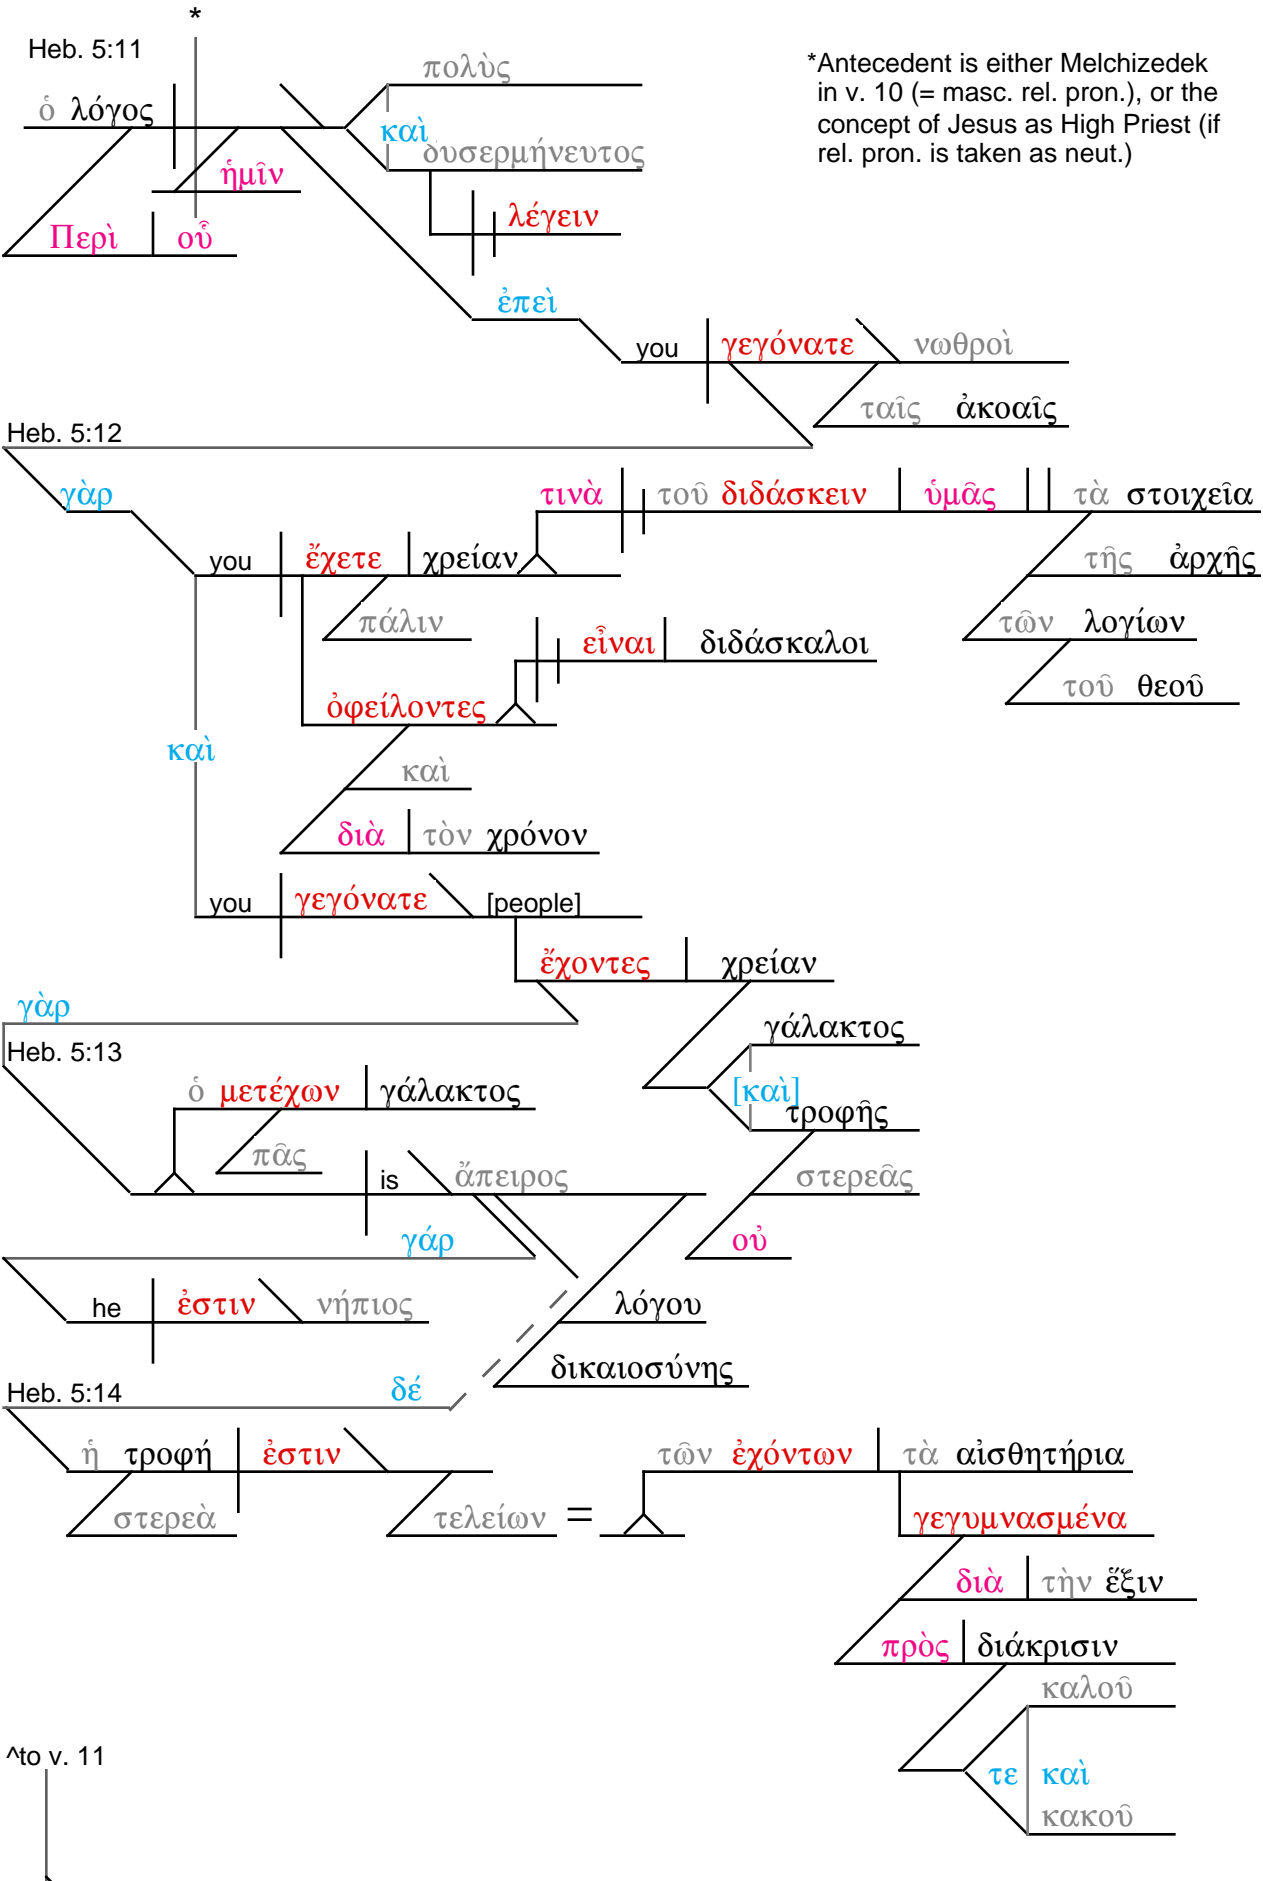 *
Heb. 5:11
*Antecedent is either Melchizedek
in v. 10 (= masc. rel. pron.), or the
concept of Jesus as High Priest (if
rel. pron. is taken as neut.)
πολὺς
ὁ λόγος
καὶ
δυσερμήνευτος
ἡμῖν
λέγειν
Περὶ οὗ
ἐπεὶ
you γεγόνατε νωθροὶ
ταῖς ἀκοαῖς
Heb. 5:12
γὰρ τινὰ τοῦ διδάσκειν ὑμᾶς τὰ στοιχεῖα
you ἔχετε χρείαν τῆς ἀρχῆς
πάλιν τῶν λογίων
εἶναι διδάσκαλοι
τοῦ θεοῦ
ὀφείλοντες
καὶ
καὶ
διὰ τὸν χρόνον
you γεγόνατε [people]
ἔχοντες χρείαν
γὰρ
γάλακτος
Heb. 5:13
ὁ μετέχων γάλακτος [καὶ]
τροφῆς
πᾶς
is ἄπειρος στερεᾶς
γάρ οὐ
he ἐστιν νήπιος λόγου
δικαιοσύνης
Heb. 5:14 δέ
ἡ τροφή ἐστιν τῶν ἐχόντων τὰ αἰσθητήρια
στερεὰ τελείων = γεγυμνασμένα
διὰ τὴν ἕξιν
πρὸς διάκρισιν
καλοῦ
^to v. 11
τε καὶ
κακοῦ